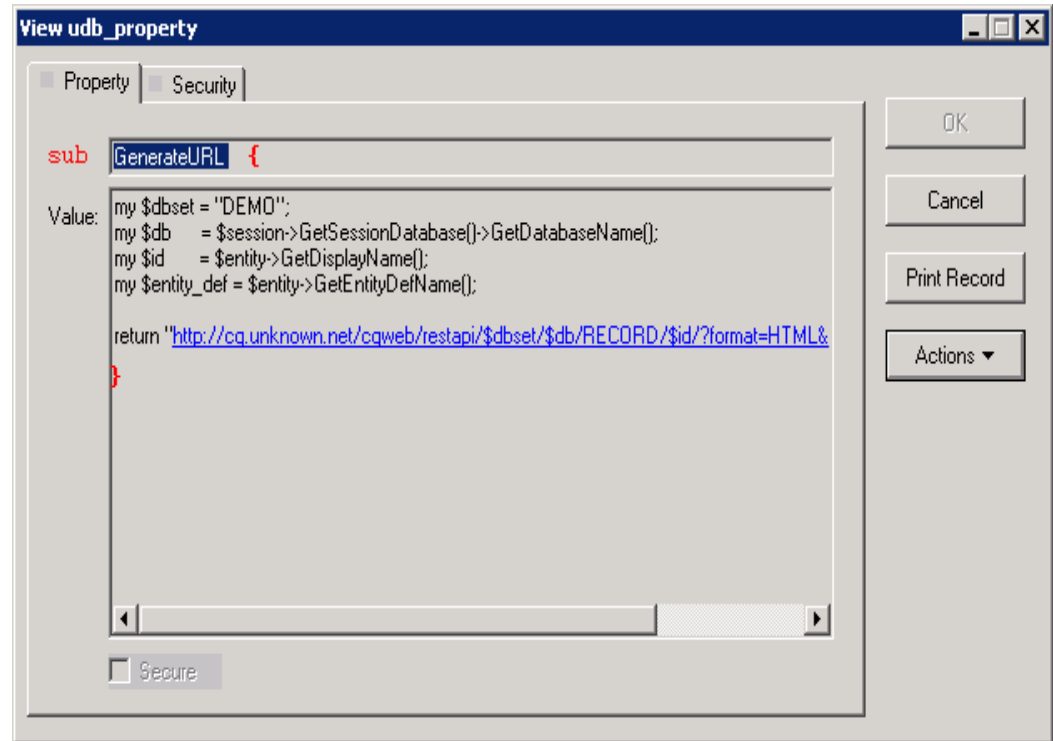 View udb_property
Property
Security
OK
sub GenerateURL {
Value:
my $dbset = "DEMO";
my $db = $session->GetSessionDatabase()->GetDatabaseName();
my $id = $entity->GetDisplayName();
my $entity_def = $entity->GetEntityDefName();
return "http://cq.unknown.net/cqweb/restapi/$dbset/$db/RECORD/$id/?format=HTML&
}
Cancel
Print Record
Actions
Secure